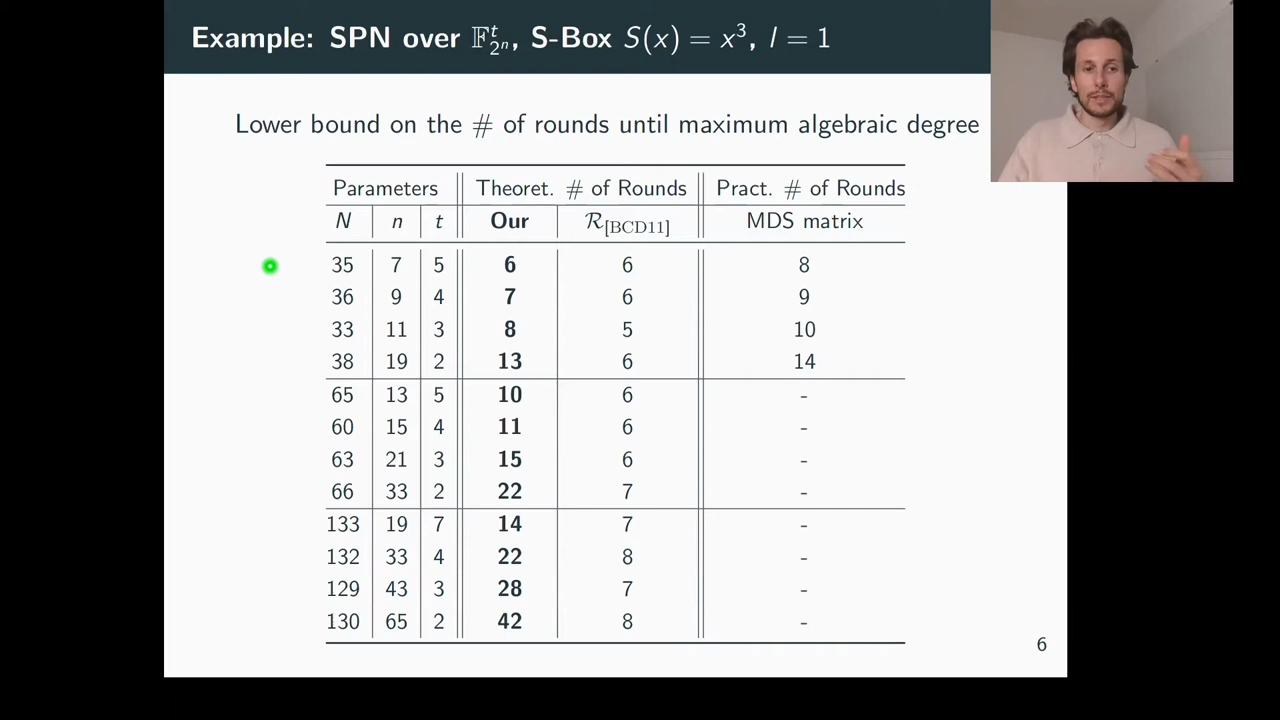 Example: SPN over 𝔽ᵗ₂ⁿ, S-Box S(x) = x³, l = 1
Lower bound on the # of rounds until maximum algebraic degree
Parameters Theoret. # of Rounds Pract. # of Rounds
N n t Our R[BCD11] MDS matrix
35 7 5 6 6 8
36 9 4 7 6 9
33 11 3 8 5 10
38 19 2 13 6 14
65 13 5 10 6 -
60 15 4 11 6 -
63 21 3 15 6 -
66 33 2 22 7 -
133 19 7 14 7 -
132 33 4 22 8 -
129 43 3 28 7 -
130 65 2 42 8 -
6